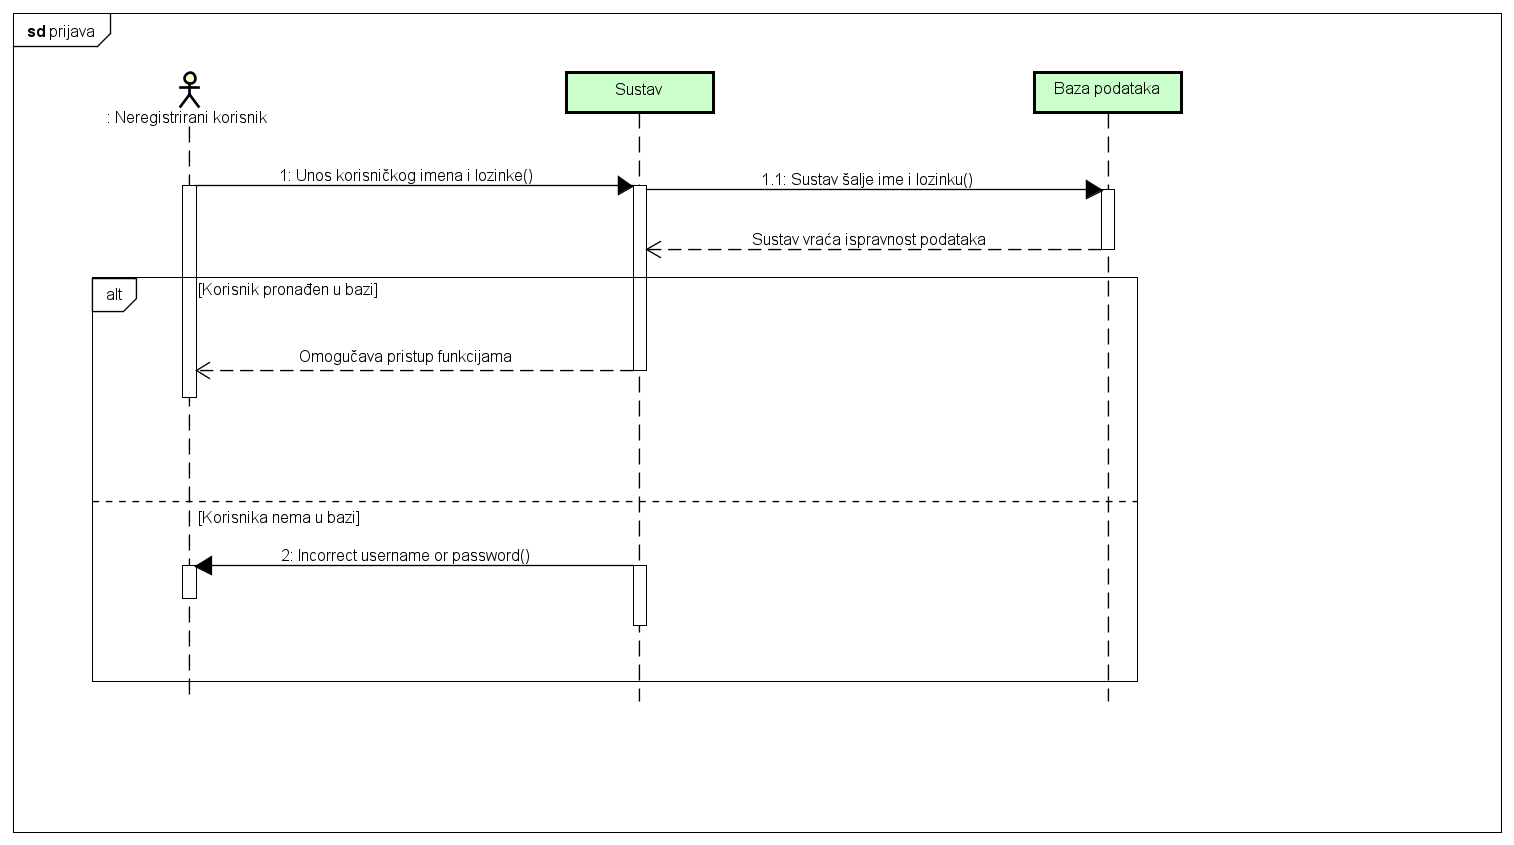 sd prijava
: Neregistrirani korisnik
Sustav
Baza podataka
1: Unos korisničkog imena i lozinke()
1.1: Sustav šalje ime i lozinku()
Sustav vraća ispravnost podataka
alt
[Korisnik pronađen u bazi]
Omogučava pristup funkcijama
[Korisnika nema u bazi]
2: Incorrect username or password()